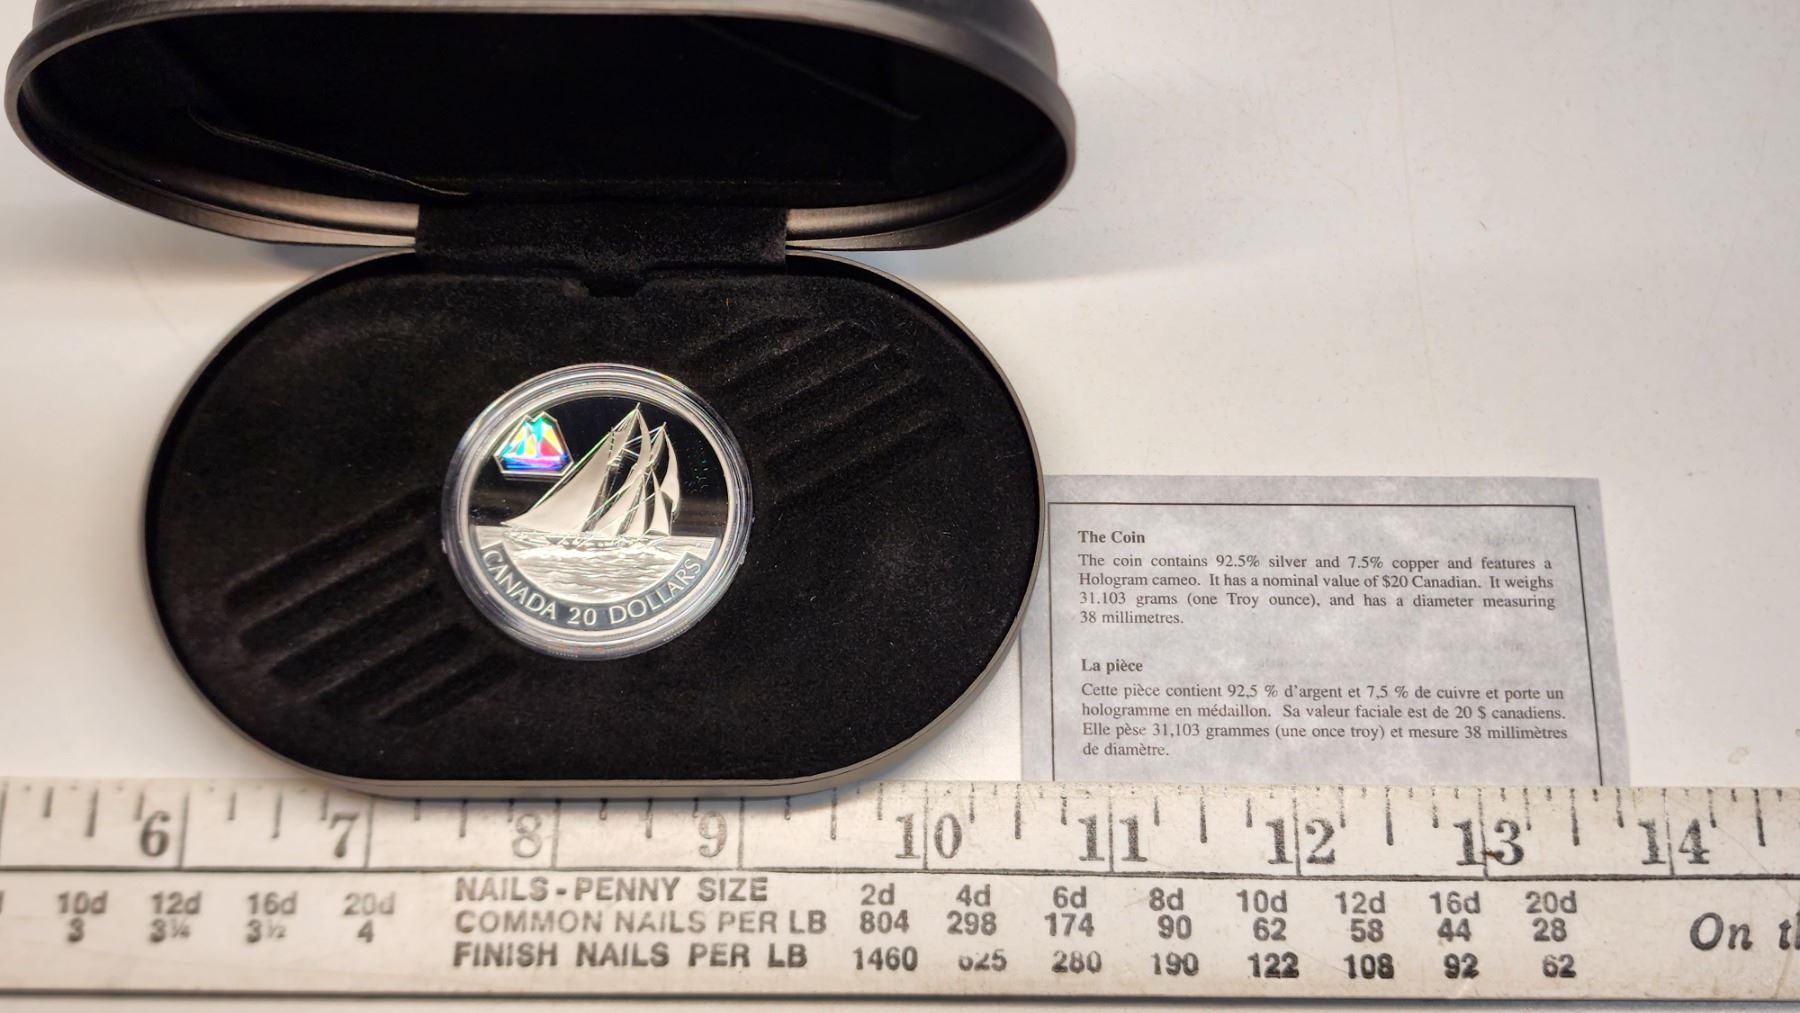 CANADA 20 DOLLARS
The Coin
The coin contains 92.5% silver and 7.5% copper and features a
Hologram cameo. It has a nominal value of $20 Canadian. It weighs
31.103 grams (one Troy ounce), and has a diameter measuring
38 millimetres.
La pièce
Cette pièce contient 92,5 % d'argent et 7,5 % de cuivre et porte un
hologramme en médaillon. Sa valeur faciale est de 20 $ canadiens.
Elle pèse 31,103 grammes (une once troy) et mesure 38 millimètres
de diamètre.
6 7 8 9 10 11 12 13 14
10d 12d 16d 20d NAILS - PENNY SIZE 2d 4d 6d 8d 10d 12d 16d 20d
3 3¼ 3½ 4 COMMON NAILS PER LB 804 298 174 90 62 58 44 28 On t
FINISH NAILS PER LB 1460 625 280 190 122 108 92 62